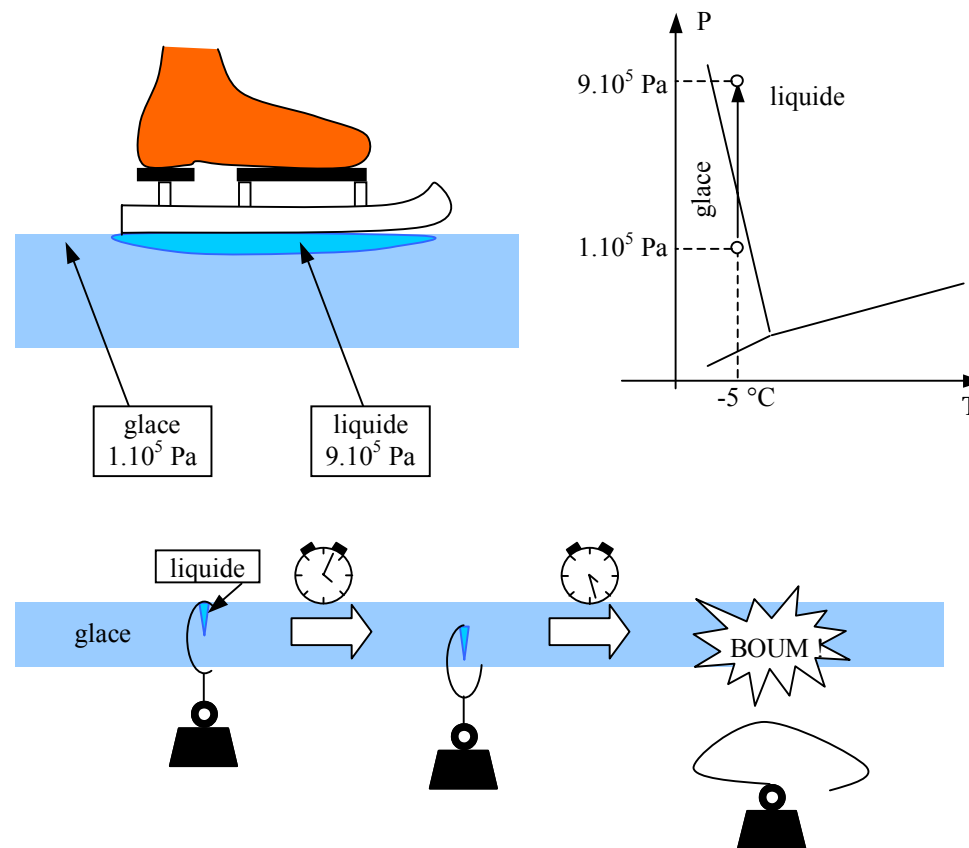 P
9.10⁵ Pa
liquide
glace
1.10⁵ Pa
-5 °C
T
glace
1.10⁵ Pa
liquide
9.10⁵ Pa
liquide
glace
BOUM !